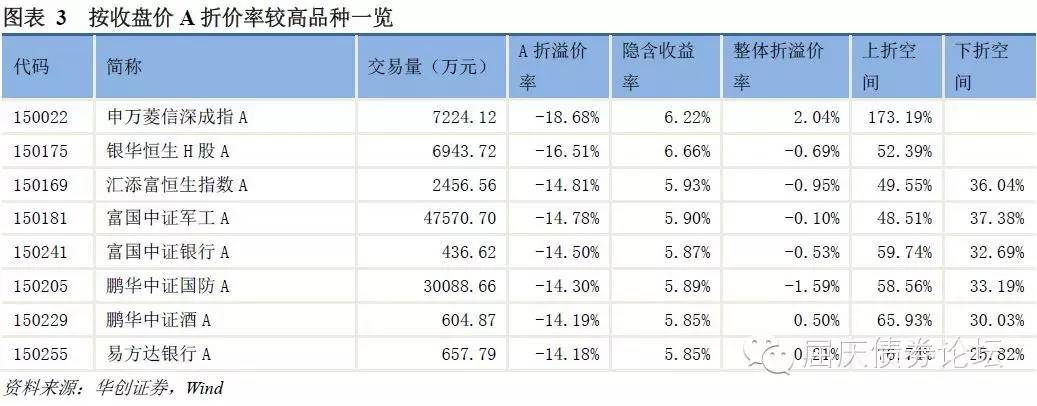 图表 3 按收盘价 A 折价率较高品种一览
代码 简称 交易量（万元） A 折溢价率 隐含收益率 整体折溢价率 上折空间 下折空间
150022 申万菱信深成指 A 7224.12 -18.68% 6.22% 2.04% 173.19%
150175 银华恒生 H 股 A 6943.72 -16.51% 6.66% -0.69% 52.39%
150169 汇添富恒生指数 A 2456.56 -14.81% 5.93% -0.95% 49.55% 36.04%
150181 富国中证军工 A 47570.70 -14.78% 5.90% -0.10% 48.51% 37.38%
150241 富国中证银行 A 436.62 -14.50% 5.87% -0.53% 59.74% 32.69%
150205 鹏华中证国防 A 30088.66 -14.30% 5.89% -1.59% 58.56% 33.19%
150229 鹏华中证酒 A 604.87 -14.19% 5.85% 0.50% 65.93% 30.03%
150255 易方达银行 A 657.79 -14.18% 5.85% 0.21% 25.82%
屈庆债券论坛
资料来源：华创证券，Wind